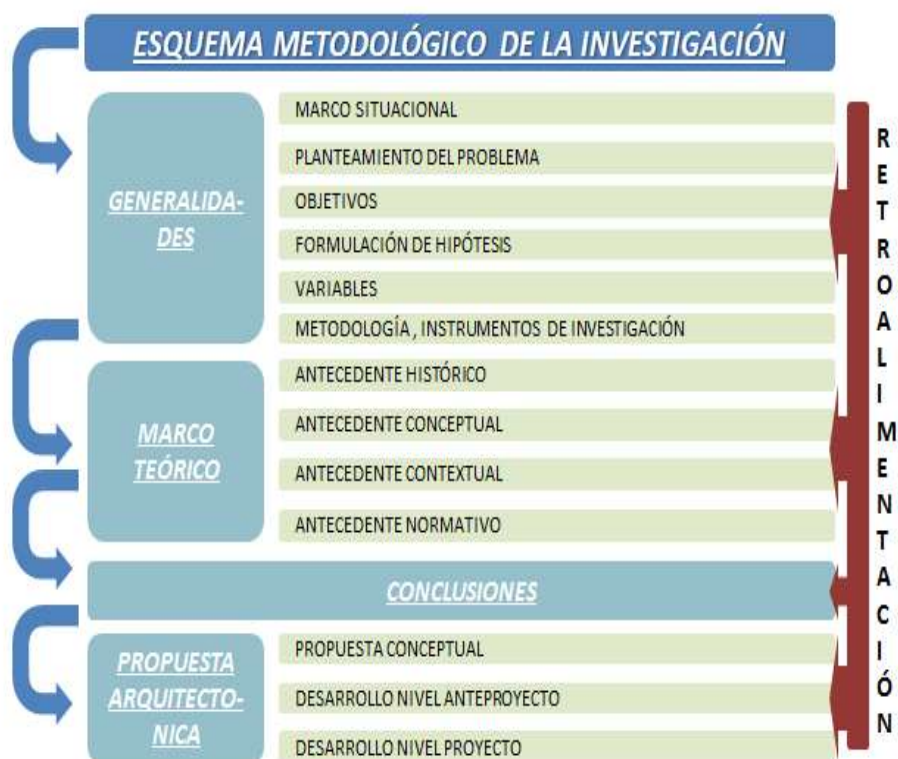 ESQUEMA METODOLÓGICO DE LA INVESTIGACIÓN
GENERALIDA-
DES
MARCO SITUACIONAL
PLANTEAMIENTO DEL PROBLEMA
OBJETIVOS
FORMULACIÓN DE HIPÓTESIS
VARIABLES
METODOLOGÍA , INSTRUMENTOS DE INVESTIGACIÓN
MARCO
TEÓRICO
ANTECEDENTE HISTÓRICO
ANTECEDENTE CONCEPTUAL
ANTECEDENTE CONTEXTUAL
ANTECEDENTE NORMATIVO
CONCLUSIONES
PROPUESTA
ARQUITECTO-
NICA
PROPUESTA CONCEPTUAL
DESARROLLO NIVEL ANTEPROYECTO
DESARROLLO NIVEL PROYECTO
RETROALIMENTACIÓN